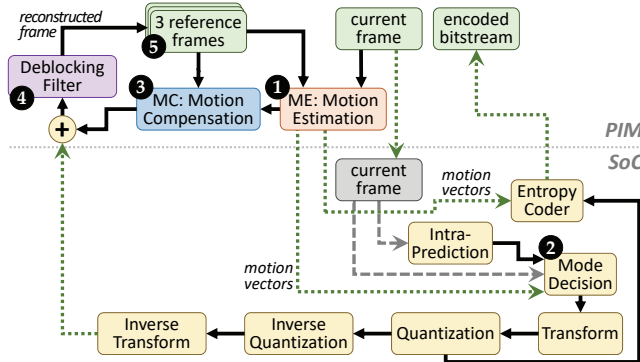 reconstructed
frame
3 reference
frames
5
current
frame
encoded
bitstream
Deblocking
Filter
4
3
MC: Motion
Compensation
1
ME: Motion
Estimation
+
PIM
SoC
current
frame
motion
vectors
Entropy
Coder
Intra-
Prediction
2
Mode
Decision
motion
vectors
Inverse
Transform
Inverse
Quantization
Quantization
Transform